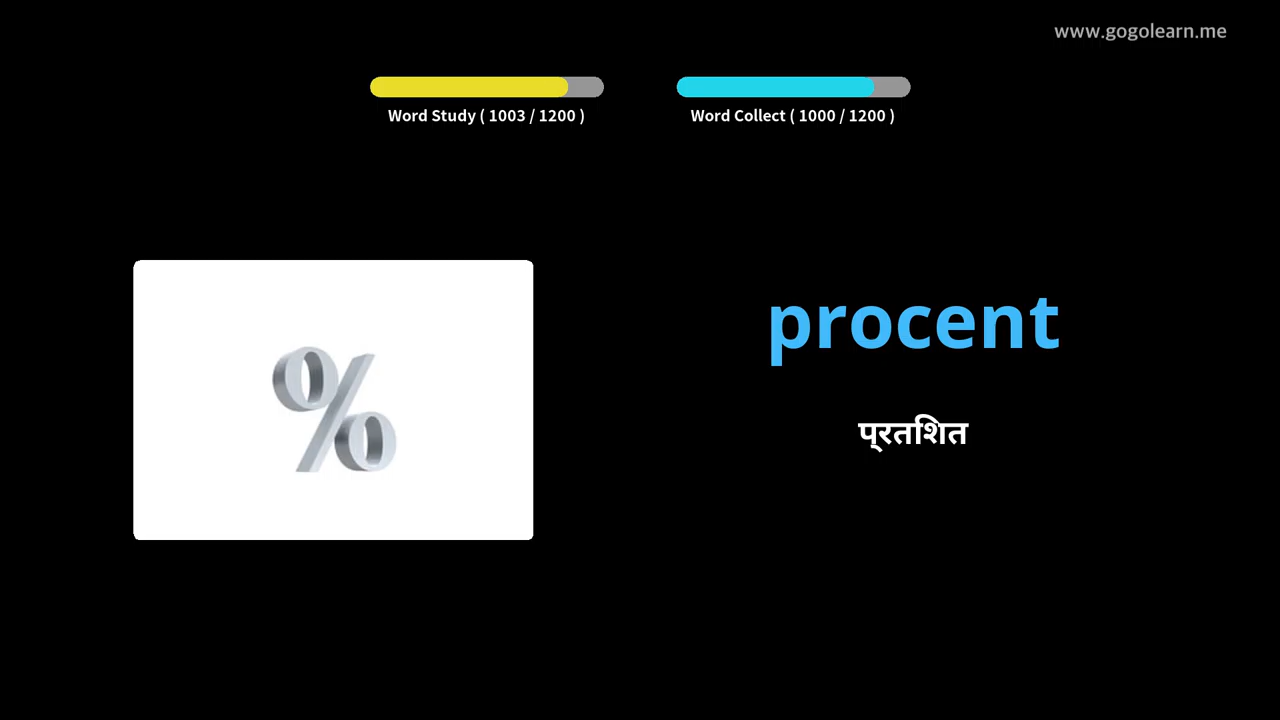 www.gogolearn.me
Word Study ( 1003 / 1200 )
Word Collect ( 1000 / 1200 )
%
procent
प्रतिशत